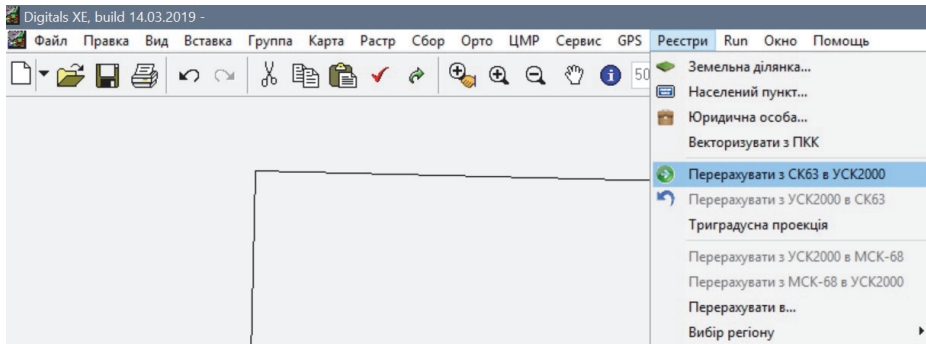 Digitals XE, build 14.03.2019 -
Файл Правка Вид Вставка Группа Карта Растр Сбор Орто ЦМР Сервис GPS Реєстри Run Окно Помощь
50
Земельна ділянка...
Населений пункт...
Юридична особа...
Векторизувати з ПКК
Перерахувати з СК63 в УСК2000
Перерахувати з УСК2000 в СК63
Триградусна проекція
Перерахувати з УСК2000 в МСК-68
Перерахувати з МСК-68 в УСК2000
Перерахувати в...
Вибір регіону